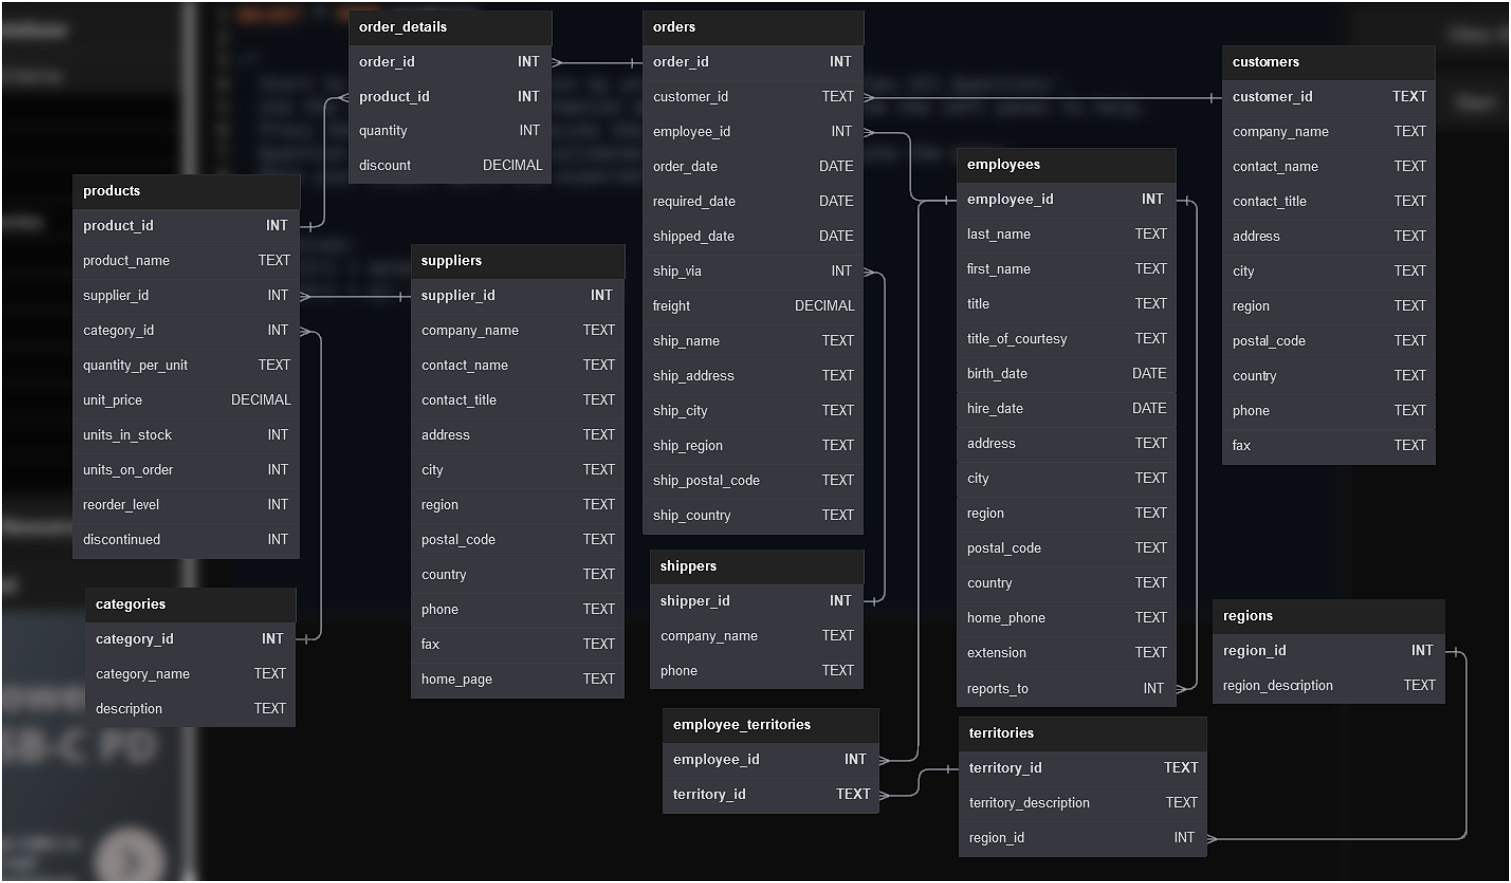 order_details
order_id INT
product_id INT
quantity INT
discount DECIMAL
orders
order_id INT
customer_id TEXT
employee_id INT
order_date DATE
required_date DATE
shipped_date DATE
ship_via INT
freight DECIMAL
ship_name TEXT
ship_address TEXT
ship_city TEXT
ship_region TEXT
ship_postal_code TEXT
ship_country TEXT
customers
customer_id TEXT
company_name TEXT
contact_name TEXT
contact_title TEXT
address TEXT
city TEXT
region TEXT
postal_code TEXT
country TEXT
phone TEXT
fax TEXT
employees
employee_id INT
last_name TEXT
first_name TEXT
title TEXT
title_of_courtesy TEXT
birth_date DATE
hire_date DATE
address TEXT
city TEXT
region TEXT
postal_code TEXT
country TEXT
home_phone TEXT
extension TEXT
reports_to INT
products
product_id INT
product_name TEXT
supplier_id INT
category_id INT
quantity_per_unit TEXT
unit_price DECIMAL
units_in_stock INT
units_on_order INT
reorder_level INT
discontinued INT
suppliers
supplier_id INT
company_name TEXT
contact_name TEXT
contact_title TEXT
address TEXT
city TEXT
region TEXT
postal_code TEXT
country TEXT
phone TEXT
fax TEXT
home_page TEXT
shippers
shipper_id INT
company_name TEXT
phone TEXT
categories
category_id INT
category_name TEXT
description TEXT
regions
region_id INT
region_description TEXT
employee_territories
employee_id INT
territory_id TEXT
territories
territory_id TEXT
territory_description TEXT
region_id INT